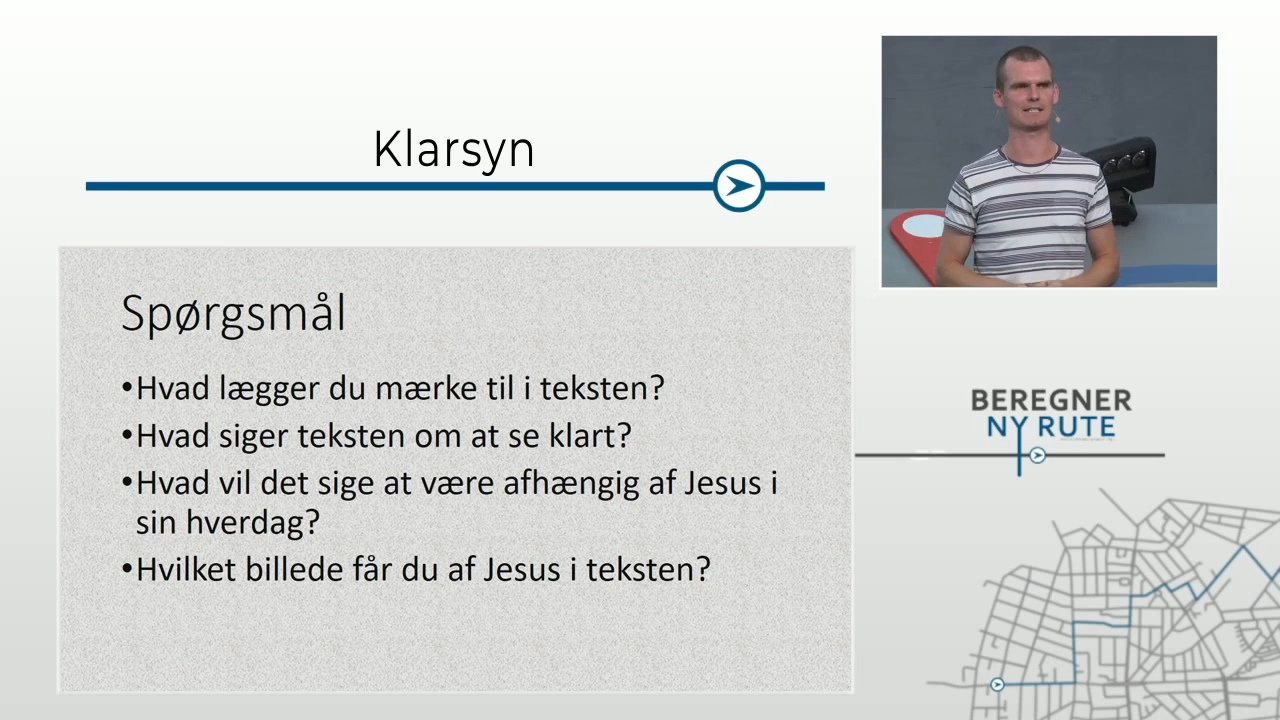 Klarsyn
Spørgsmål
•Hvad lægger du mærke til i teksten?
•Hvad siger teksten om at se klart?
•Hvad vil det sige at være afhængig af Jesus i
sin hverdag?
•Hvilket billede får du af Jesus i teksten?
BEREGNER
NY RUTE